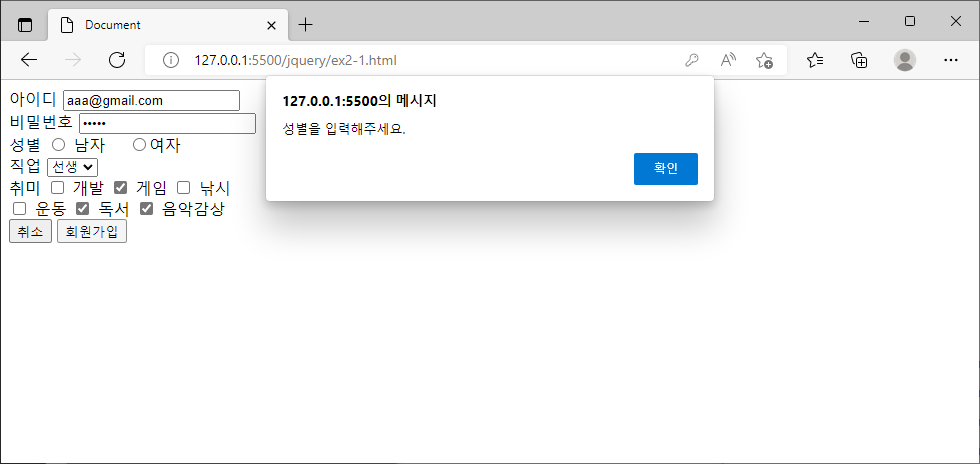 Document
127.0.0.1:5500/jquery/ex2-1.html
127.0.0.1:5500의 메시지
성별을 입력해주세요.
확인
아이디 aaa@gmail.com
비밀번호 •••••
성별 남자 여자
직업 선생
취미 개발 게임 낚시
운동 독서 음악감상
취소 회원가입